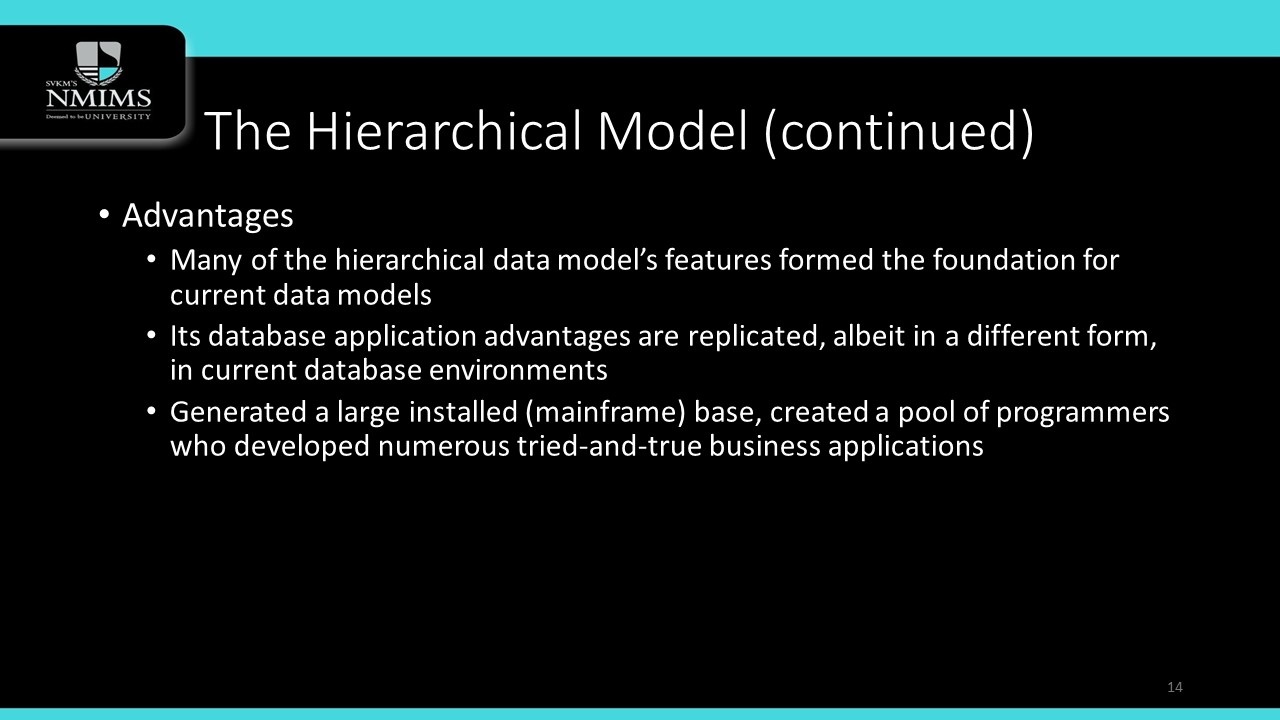 SVKM'S
NMIMS
Deemed to be UNIVERSITY
The Hierarchical Model (continued)
• Advantages
• Many of the hierarchical data model’s features formed the foundation for
current data models
• Its database application advantages are replicated, albeit in a different form,
in current database environments
• Generated a large installed (mainframe) base, created a pool of programmers
who developed numerous tried-and-true business applications
14